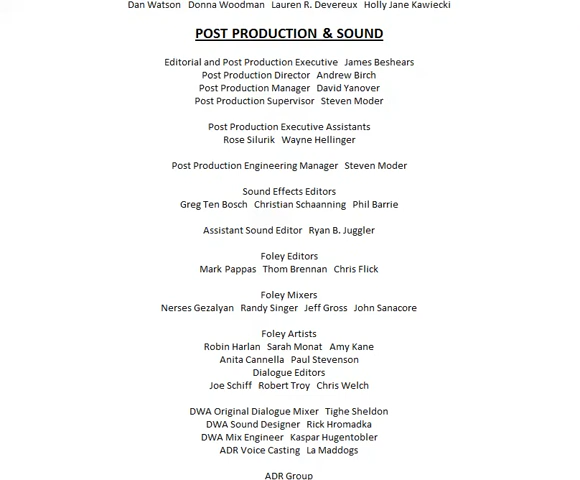 Dan Watson Donna Woodman Lauren R. Devereux Holly Jane Kawiecki
POST PRODUCTION & SOUND
Editorial and Post Production Executive James Beshears
Post Production Director Andrew Birch
Post Production Manager David Yanover
Post Production Supervisor Steven Moder
Post Production Executive Assistants
Rose Silurik Wayne Hellinger
Post Production Engineering Manager Steven Moder
Sound Effects Editors
Greg Ten Bosch Christian Schaanning Phil Barrie
Assistant Sound Editor Ryan B. Juggler
Foley Editors
Mark Pappas Thom Brennan Chris Flick
Foley Mixers
Nerses Gezalyan Randy Singer Jeff Gross John Sanacore
Foley Artists
Robin Harlan Sarah Monat Amy Kane
Anita Cannella Paul Stevenson
Dialogue Editors
Joe Schiff Robert Troy Chris Welch
DWA Original Dialogue Mixer Tighe Sheldon
DWA Sound Designer Rick Hromadka
DWA Mix Engineer Kaspar Hugentobler
ADR Voice Casting La Maddogs
ADR Group